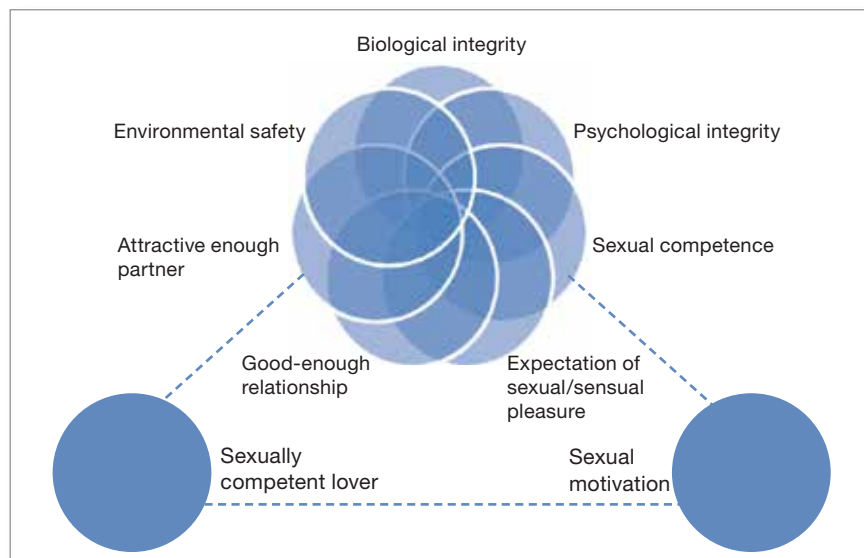 Biological integrity
Environmental safety
Psychological integrity
Attractive enough
partner
Sexual competence
Good-enough
relationship
Expectation of
sexual/sensual
pleasure
Sexually
competent lover
Sexual
motivation